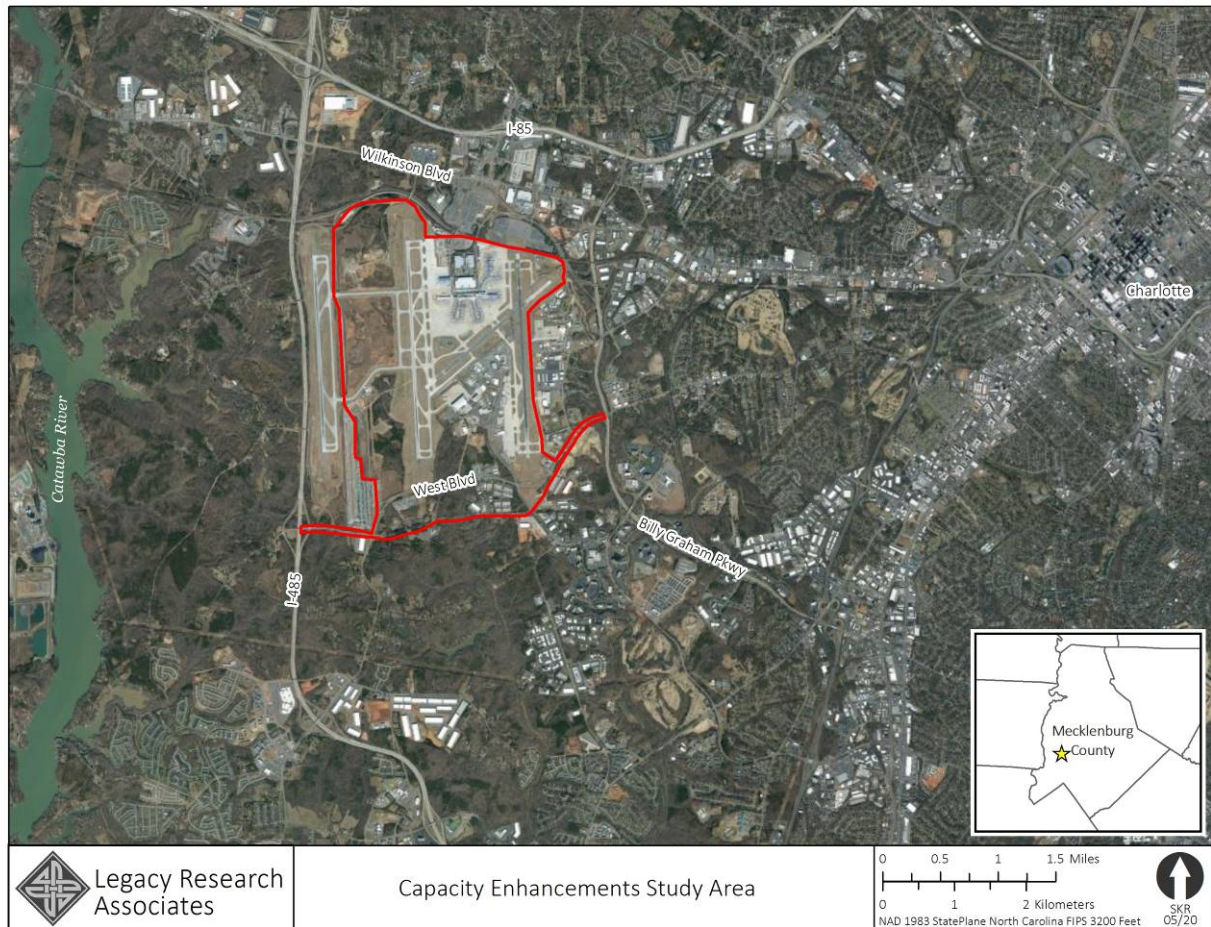 I-85
Wilkinson Blvd
Charlotte
Catawba River
West Blvd
Billy Graham Pkwy
I-485
Mecklenburg
County
Legacy Research
Associates
Capacity Enhancements Study Area
0 0.5 1 1.5 Miles
0 1 2 Kilometers
NAD 1983 StatePlane North Carolina FIPS 3200 Feet
SKR
05/20